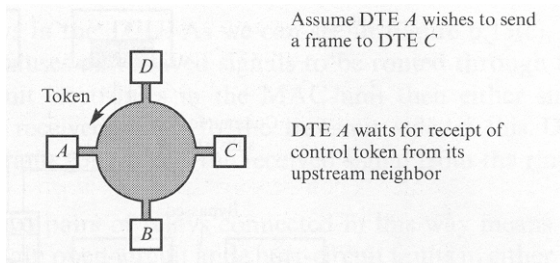 Assume DTE A wishes to send
a frame to DTE C
D
Token
A
C
DTE A waits for receipt of
control token from its
upstream neighbor
B